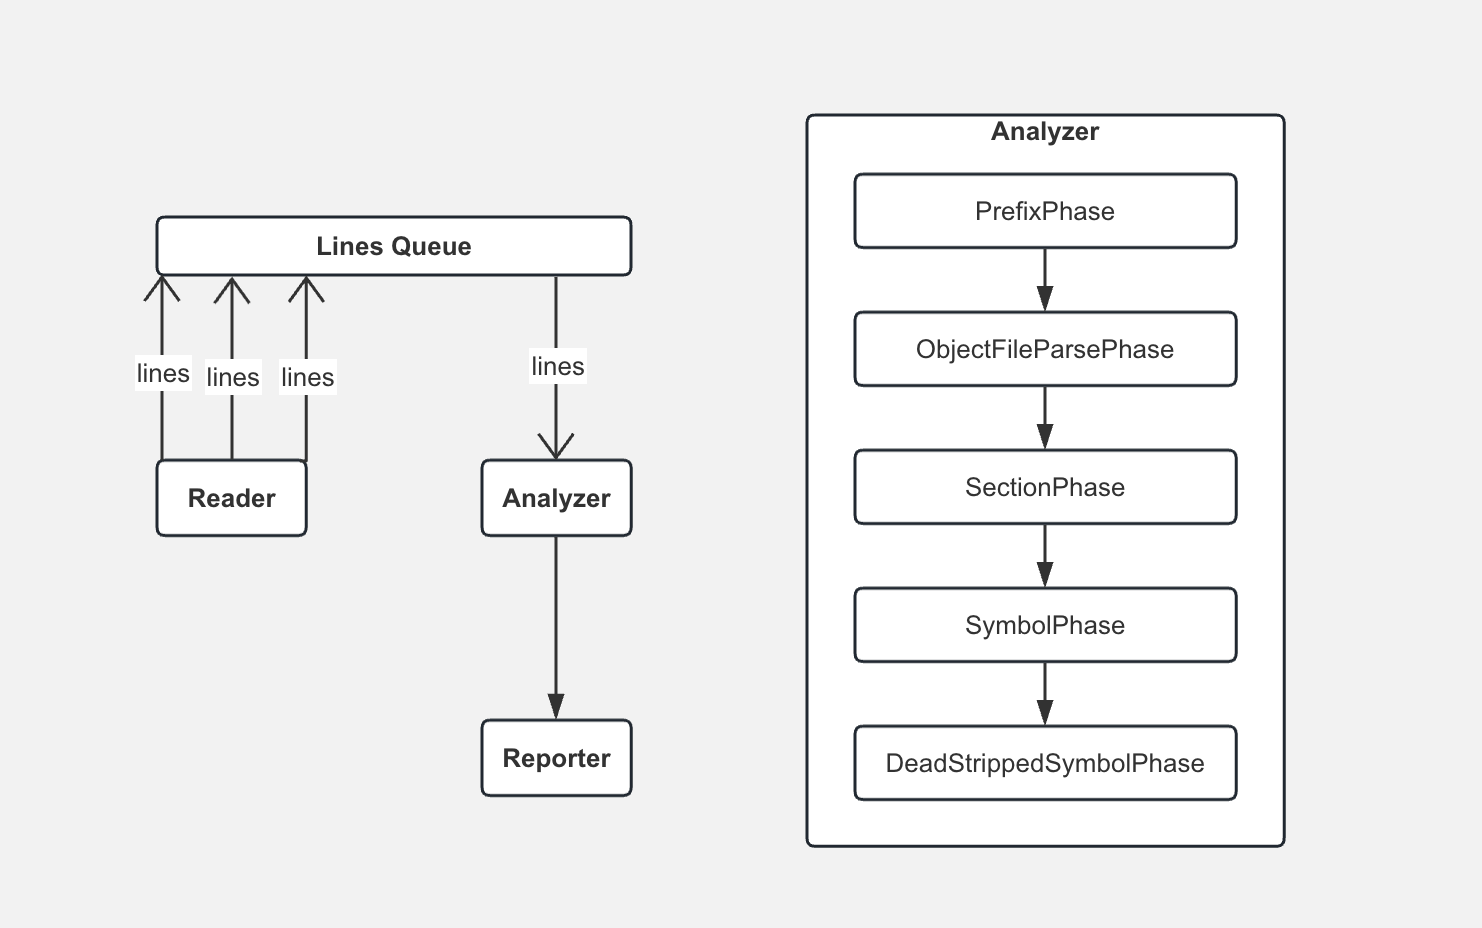 Lines Queue
lines
lines
lines
lines
Reader
Analyzer
Reporter
Analyzer
PrefixPhase
ObjectFileParsePhase
SectionPhase
SymbolPhase
DeadStrippedSymbolPhase